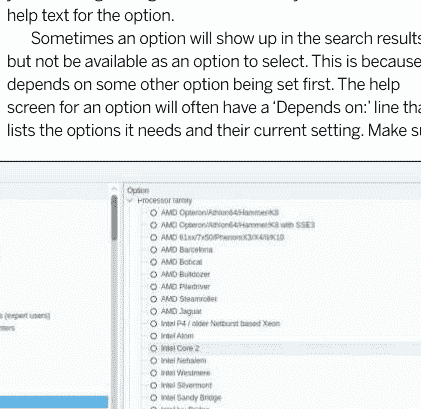 help text for the option.
Sometimes an option will show up in the search results
but not be available as an option to select. This is because
depends on some other option being set first. The help
screen for an option will often have a ‘Depends on:’ line
lists the options it needs and their current setting. Make
Option
Processor family
AMD Opteron/Athlon64/Hammer/K8
AMD Opteron/Athlon64/Hammer/K8 with SSE3
AMD 61xx/7x50/PhenomX3/X4/II/K10
AMD Barcelona
AMD Bobcat
AMD Bulldozer
AMD Piledriver
AMD Steamroller
AMD Jaguar
(expert users)
Intel P4 / older Netburst based Xeon
Intel Atom
Intel Core 2
Intel Nehalem
Intel Westmere
Intel Silvermont
Intel Sandy Bridge